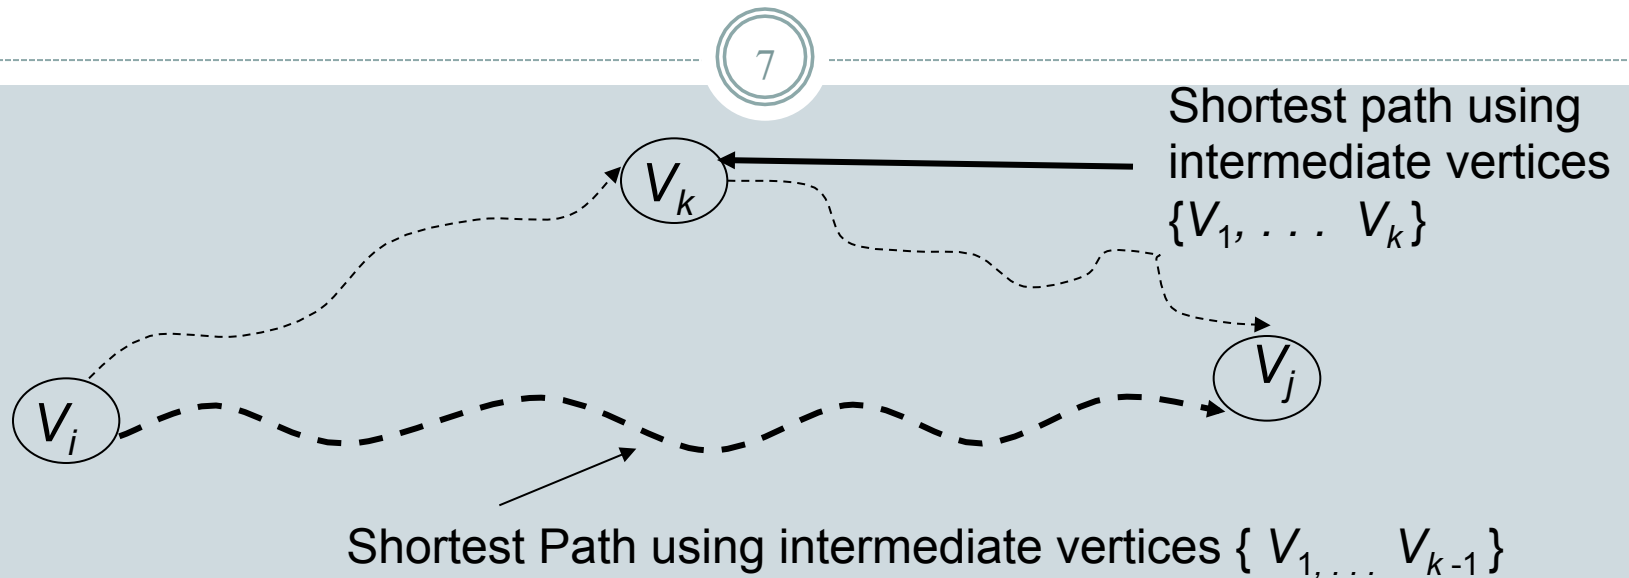 7
Shortest path using
intermediate vertices
{V₁, . . . Vₖ}
Vₖ
Vⱼ
Vᵢ
Shortest Path using intermediate vertices { V₁, . . . Vₖ₋₁ }